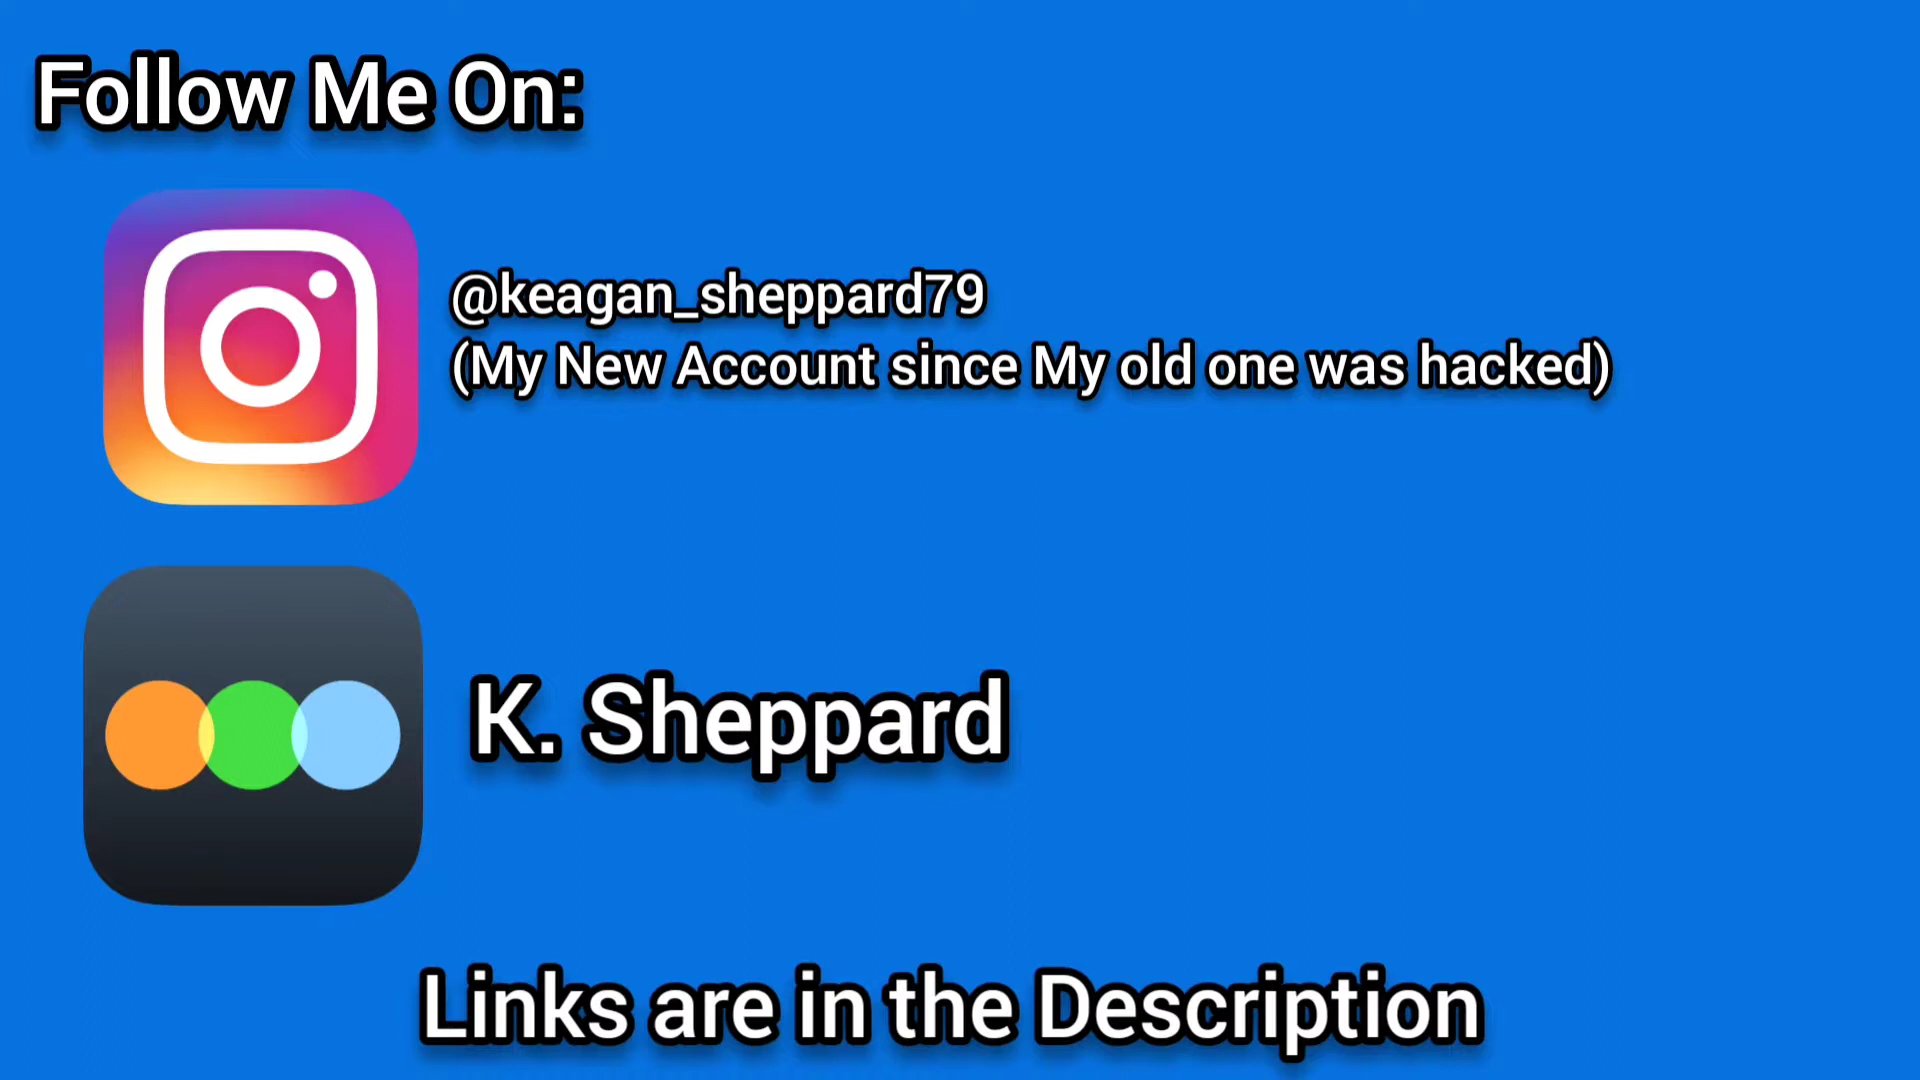 Follow Me On:
@keagan_sheppard79
(My New Account since My old one was hacked)
K. Sheppard
Links are in the Description